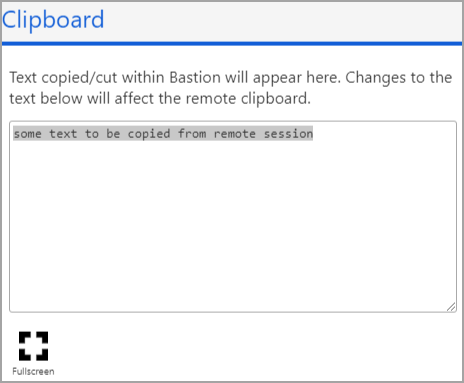 Clipboard
Text copied/cut within Bastion will appear here. Changes to the
text below will affect the remote clipboard.
some text to be copied from remote session
Fullscreen